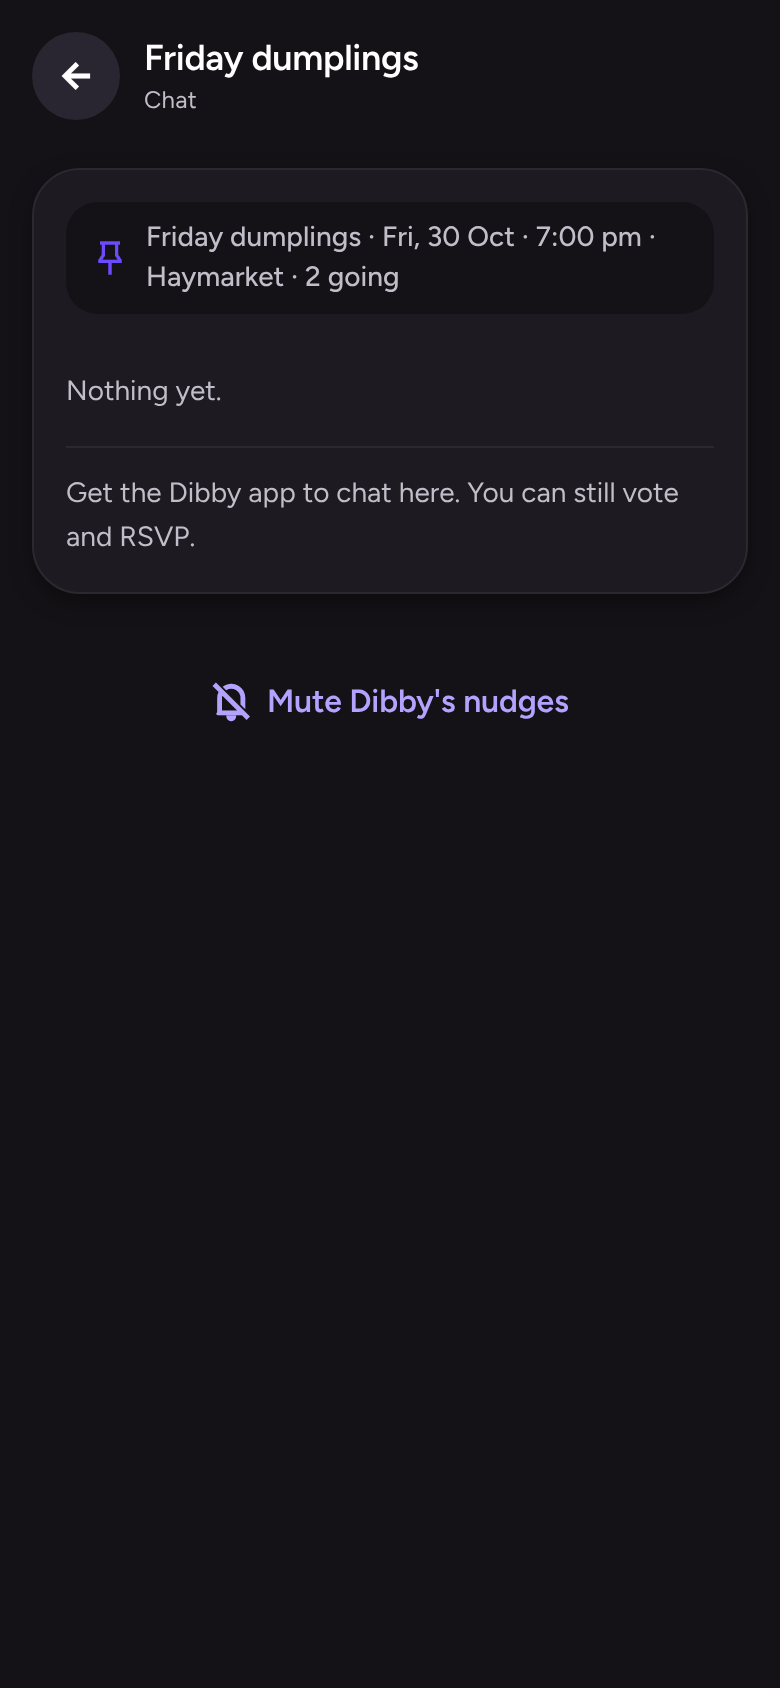 Friday dumplings
Chat
Friday dumplings · Fri, 30 Oct · 7:00 pm ·
Haymarket · 2 going
Nothing yet.
Get the Dibby app to chat here. You can still vote
and RSVP.
Mute Dibby's nudges